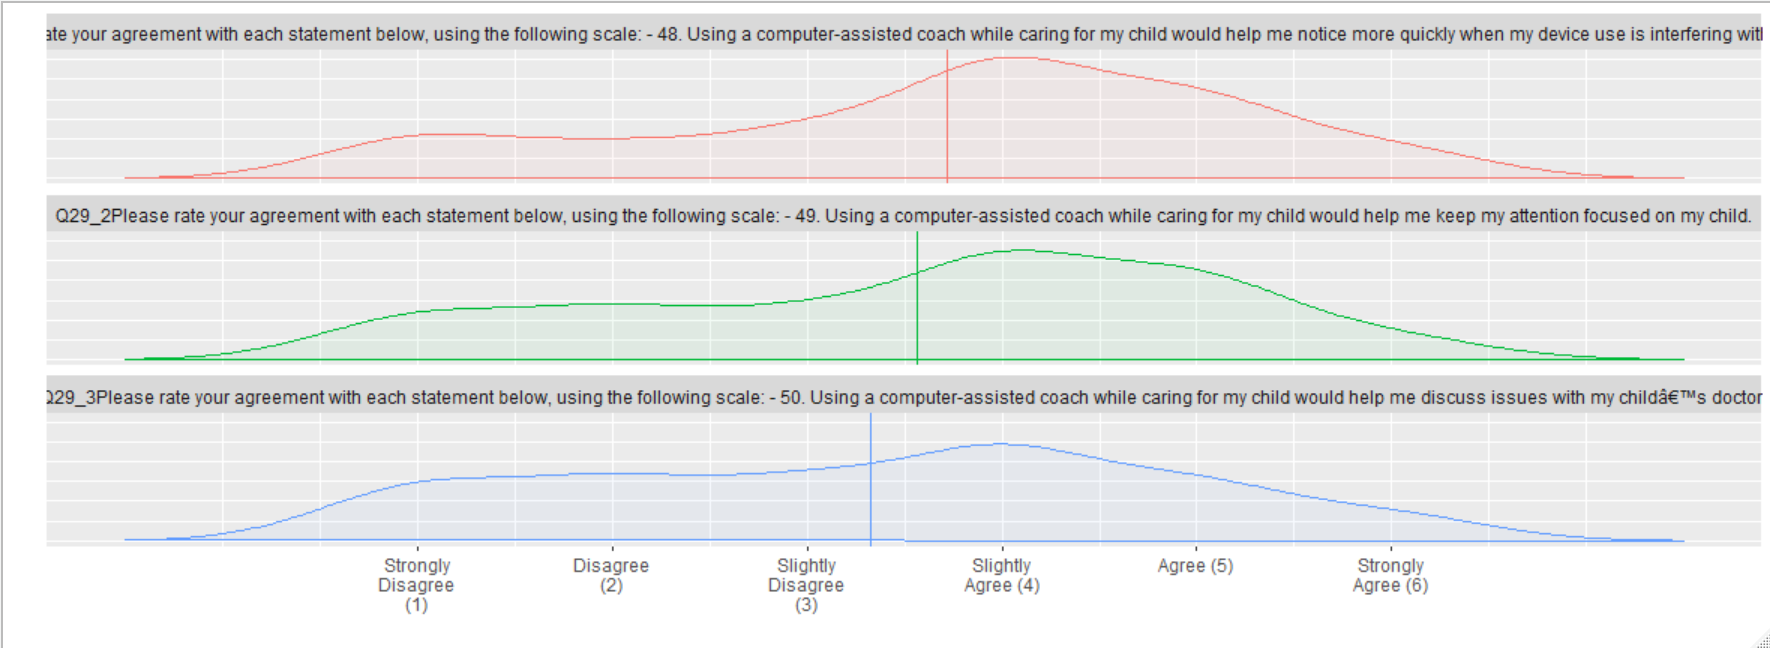 ate your agreement with each statement below, using the following scale: - 48. Using a computer-assisted coach while caring for my child would help me notice more quickly when my device use is interfering wit
Q29_2Please rate your agreement with each statement below, using the following scale: - 49. Using a computer-assisted coach while caring for my child would help me keep my attention focused on my child.
Q29_3Please rate your agreement with each statement below, using the following scale: - 50. Using a computer-assisted coach while caring for my child would help me discuss issues with my childâ€™s doctor
Strongly Disagree (1)
Disagree (2)
Slightly Disagree (3)
Slightly Agree (4)
Agree (5)
Strongly Agree (6)